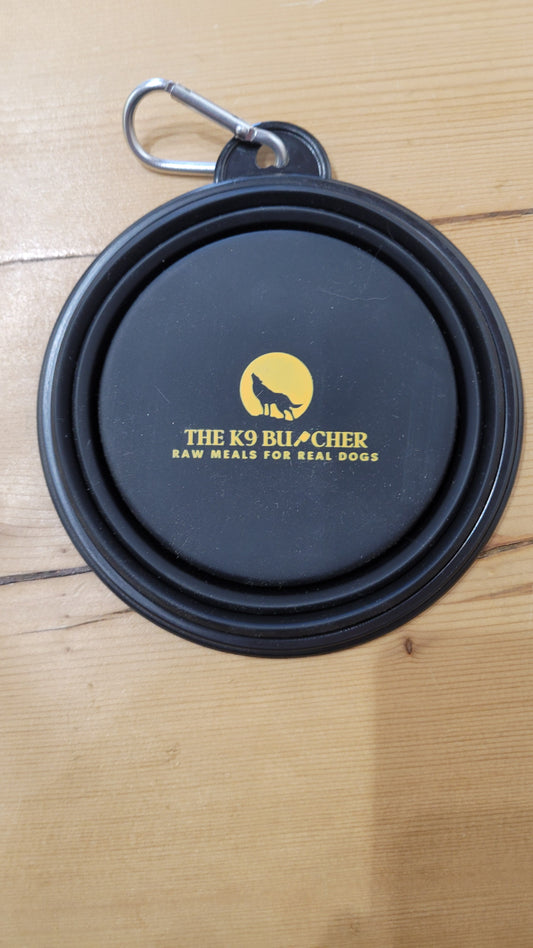 THE K9 BUTCHER
RAW MEALS FOR REAL DOGS